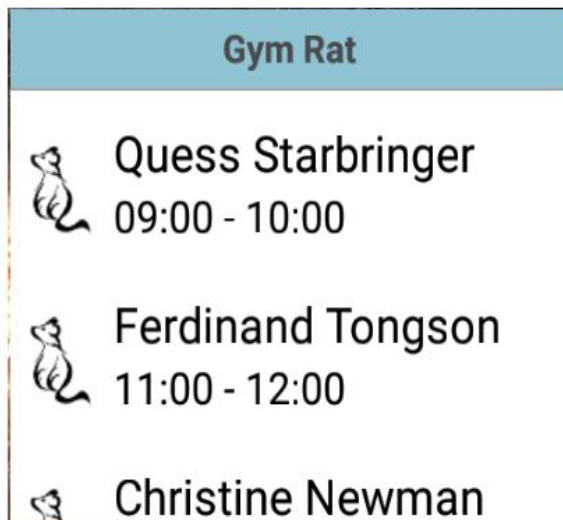 Gym Rat
Quess Starbringer
09:00 - 10:00
Ferdinand Tongson
11:00 - 12:00
Christine Newman